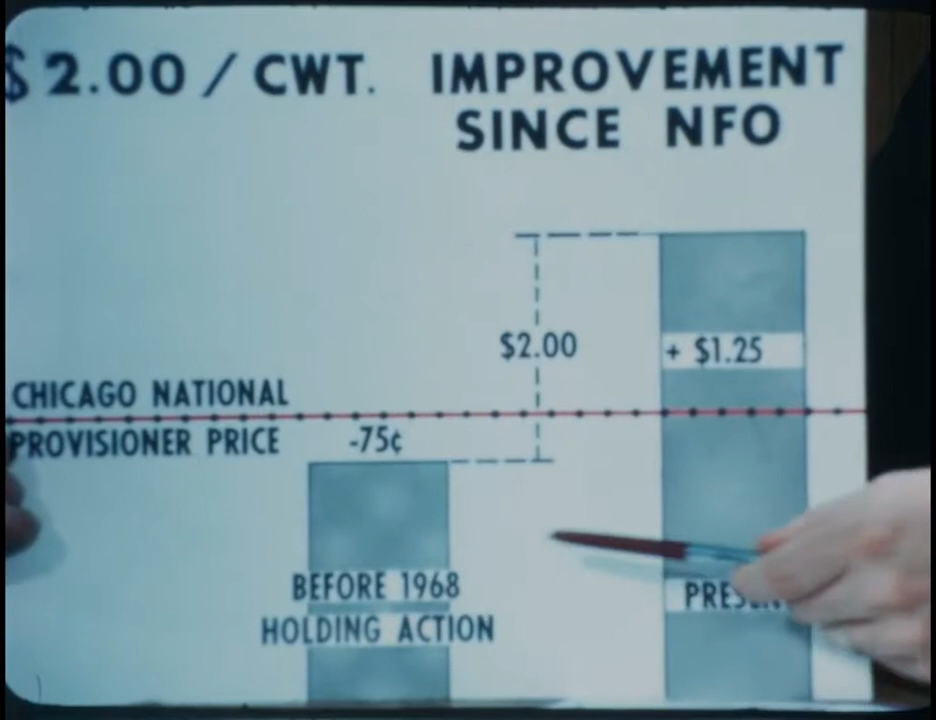 $2.00 / CWT. IMPROVEMENT
SINCE NFO
$2.00
+ $1.25
CHICAGO NATIONAL
PROVISIONER PRICE
-75¢
BEFORE 1968
HOLDING ACTION